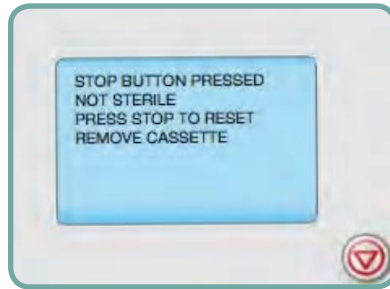 STOP BUTTON PRESSED
NOT STERILE
PRESS STOP TO RESET
REMOVE CASSETTE